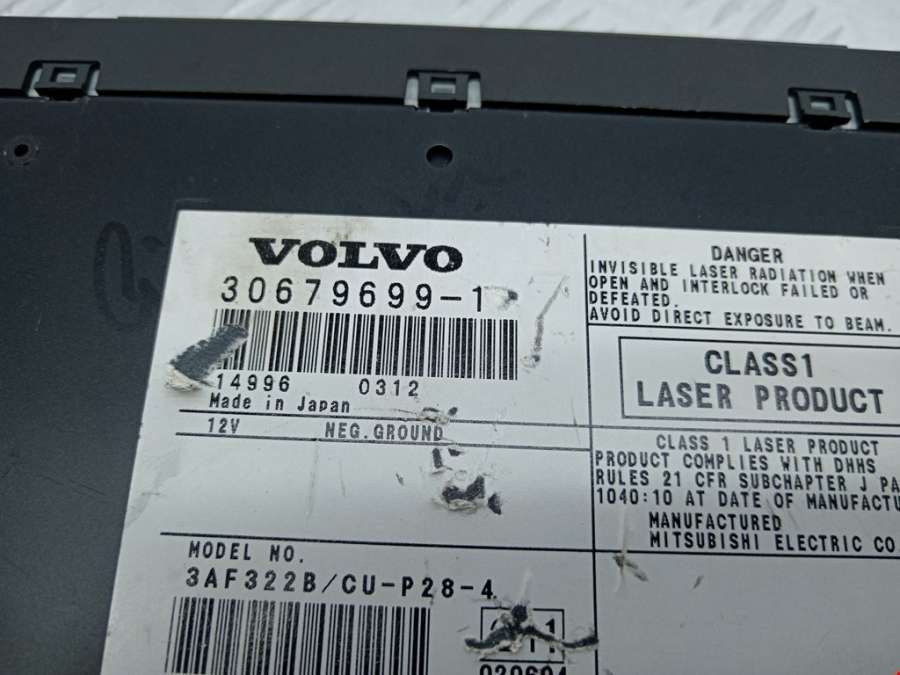 VOLVO
30679699-1
14996 0312
Made in Japan
12V NEG.GROUND
MODEL NO.
3AF322B/CU-P28-4
DANGER
INVISIBLE LASER RADIATION WHEN
OPEN AND INTERLOCK FAILED OR
DEFEATED.
AVOID DIRECT EXPOSURE TO BEAM.
CLASS1
LASER PRODUCT
CLASS 1 LASER PRODUCT
PRODUCT COMPLIES WITH DHHS
RULES 21 CFR SUBCHAPTER J PA
1040:10 AT DATE OF MANUFACTU
MANUFACTURED
MITSUBISHI ELECTRIC CO